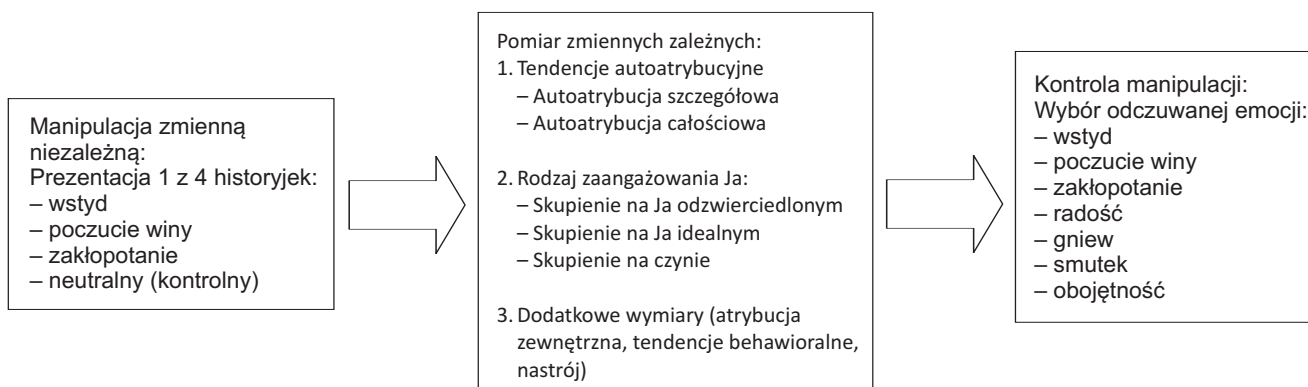 Manipulacja zmienną
niezależną:
Prezentacja 1 z 4 historyjek:
– wstyd
– poczucie winy
– zakłopotanie
– neutralny (kontrolny)
Pomiar zmiennych zależnych:
1. Tendencje autoatrybucyjne
– Autoatrybucja szczegółowa
– Autoatrybucja całościowa
2. Rodzaj zaangażowania Ja:
– Skupienie na Ja odzwierciedlonym
– Skupienie na Ja idealnym
– Skupienie na czynie
3. Dodatkowe wymiary (atrybucja
zewnętrzna, tendencje behawioralne,
nastrój)
Kontrola manipulacji:
Wybór odczuwanej emocji:
– wstyd
– poczucie winy
– zakłopotanie
– radość
– gniew
– smutek
– obojętność